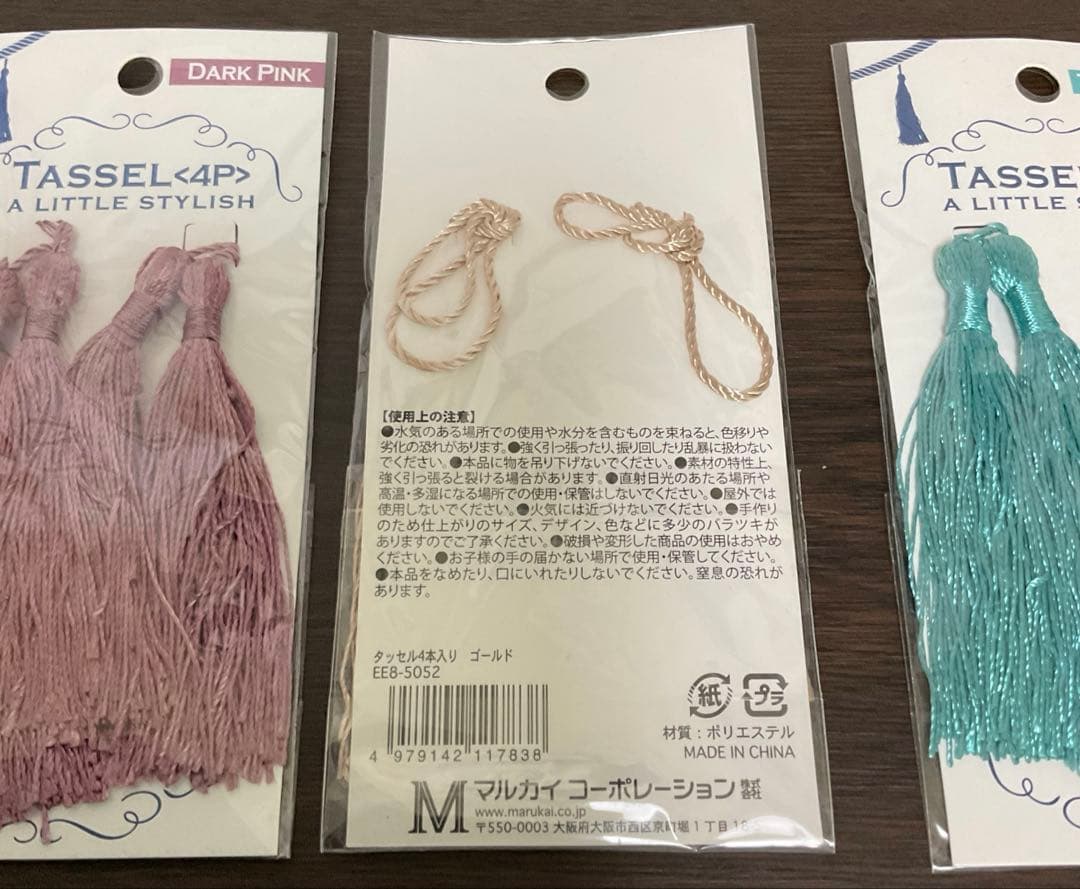 DARK PINK
TASSEL<4P>
A LITTLE STYLISH
【使用上の注意】
●水気のある場所での使用や水分を含むものを束ねると、色移りや
劣化の恐れがあります。●強く引っ張ったり、振り回したり乱暴に扱わない
でください。●本品に物を吊り下げないでください。●素材の特性上、
強く引っ張ると裂ける場合があります。●直射日光のあたる場所や
高温・多湿になる場所での使用・保管はしないでください。●屋外では
使用しないでください。●火気には近づけないでください。●手作り
のため仕上がりのサイズ、デザイン、色などに多少のバラツキが
ありますのでご了承ください。●破損や変形した商品の使用はおやめ
ください。●お子様の手の届かない場所で使用・保管してください。
●本品をなめたり、口にいれたりしないでください。窒息の恐れが
あります。
タッセル4本入り ゴールド
EE8-5052
4 979142 117838
紙
プラ
材質：ポリエステル
MADE IN CHINA
M マルカイ コーポレーション 株式会社
www.marukai.co.jp
〒550-0003 大阪府大阪市西区京町堀1丁目
TASSE
A LITTLE